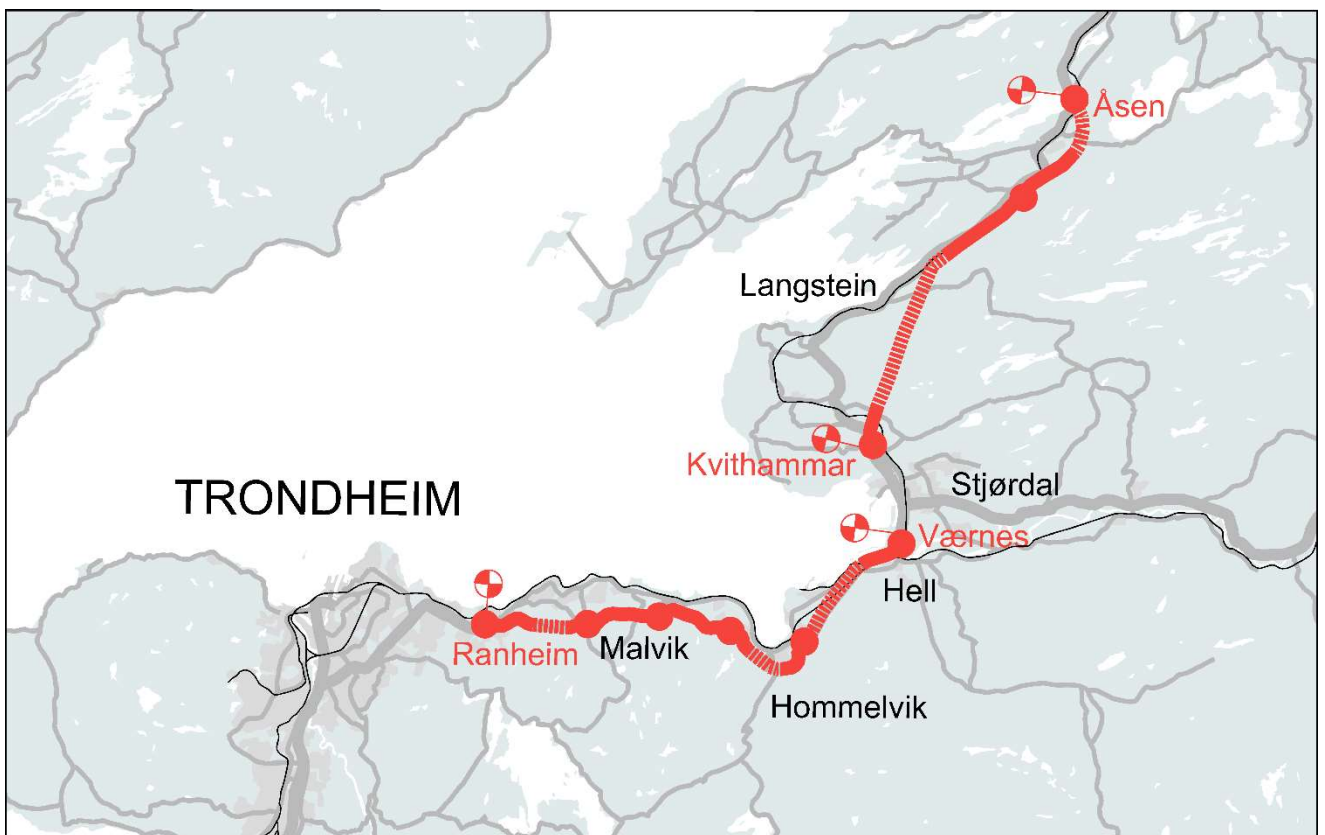 Åsen
Langstein
Kvithammar
Stjørdal
TRONDHEIM
Værnes
Hell
Ranheim
Malvik
Hommelvik